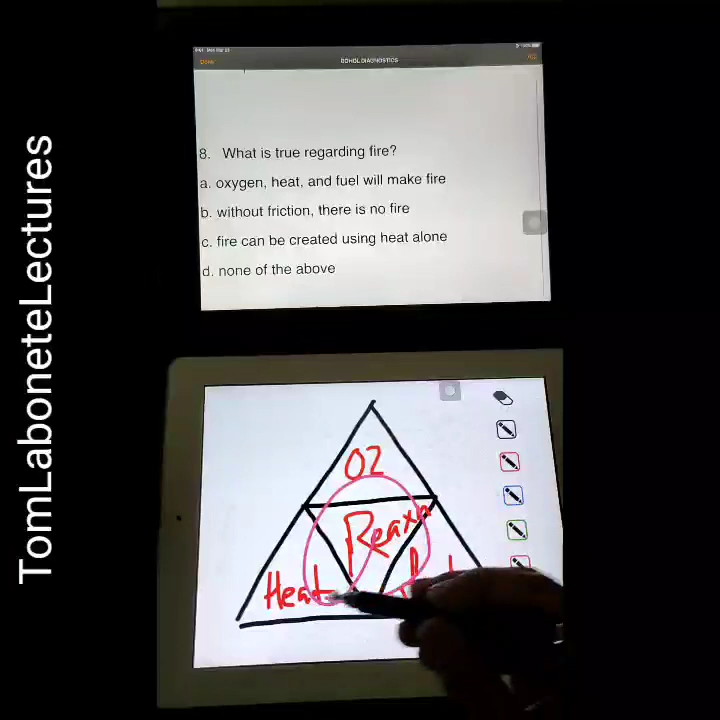 TomLaboneteLectures
Done
8. What is true regarding fire?
a. oxygen, heat, and fuel will make fire
b. without friction, there is no fire
c. fire can be created using heat alone
d. none of the above
O2
Reaxn
Heat